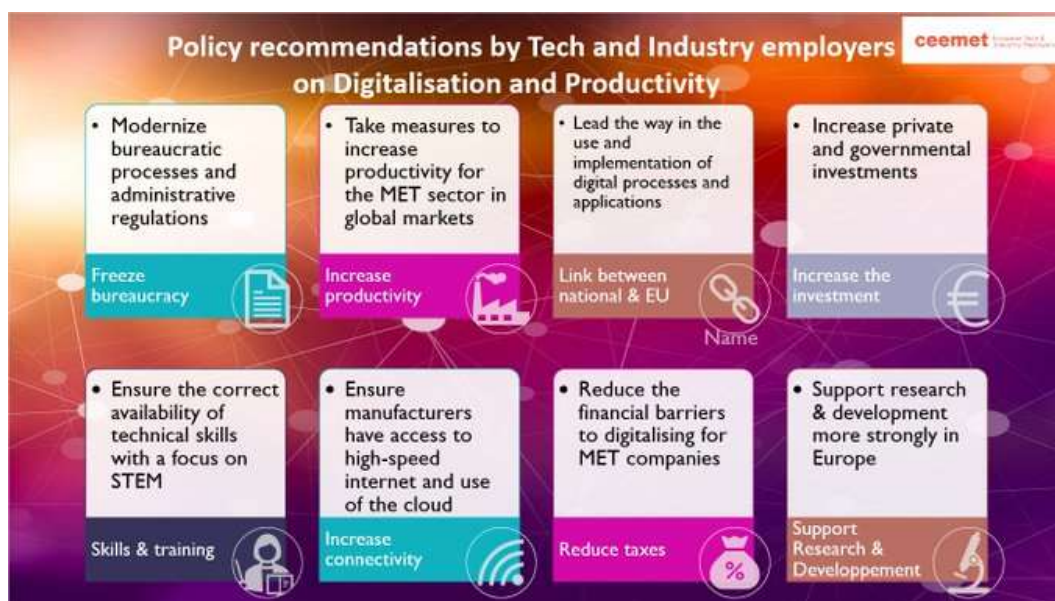 Policy recommendations by Tech and Industry employers
on Digitalisation and Productivity
ceemet European Tech &
Industry Employers
• Modernize
bureaucratic
processes and
administrative
regulations
Freeze
bureaucracy
• Take measures to
increase
productivity for
the MET sector in
global markets
Increase
productivity
• Lead the way in the
use and
implementation of
digital processes and
applications
Link between
national & EU
Name
• Increase private
and governmental
investments
Increase the
investment
€
• Ensure the correct
availability of
technical skills
with a focus on
STEM
Skills & training
• Ensure
manufacturers
have access to
high-speed
internet and use
of the cloud
Increase
connectivity
• Reduce the
financial barriers
to digitalising for
MET companies
Reduce taxes
%
• Support research
& development
more strongly in
Europe
Support
Research &
Developpement